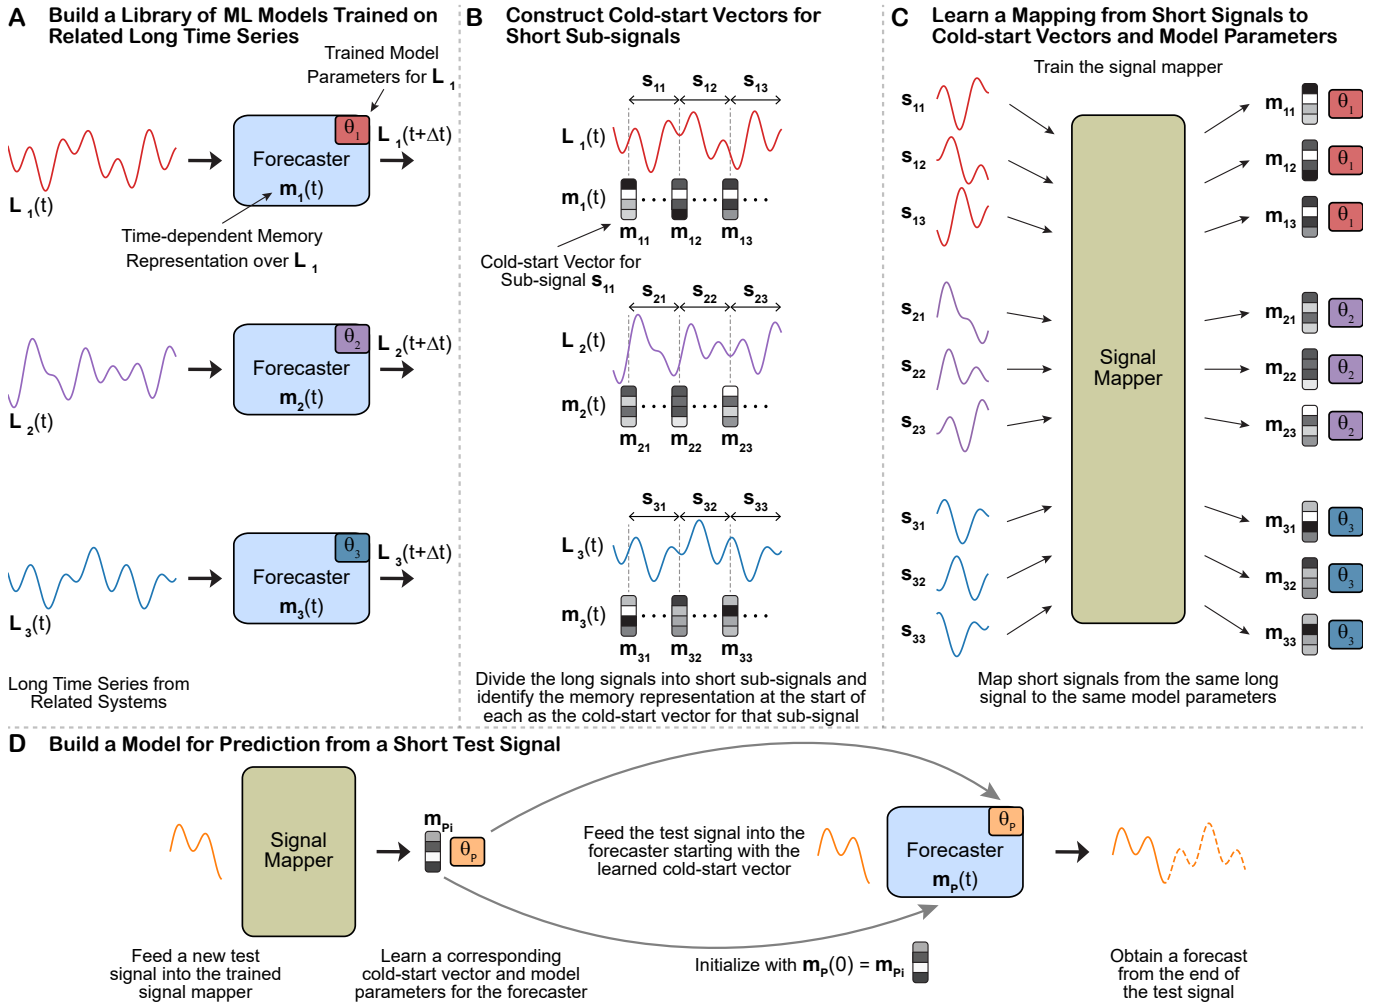 A Build a Library of ML Models Trained on
Related Long Time Series
Trained Model
Parameters for L 1
θ1
L 1(t+Δt)
Forecaster
m1(t)
L 1(t)
Time-dependent Memory
Representation over L 1
θ2
L 2(t+Δt)
Forecaster
m2(t)
L 2(t)
θ3
L 3(t+Δt)
Forecaster
m3(t)
L 3(t)
Long Time Series from
Related Systems
B Construct Cold-start Vectors for
Short Sub-signals
s11 s12 s13
L 1(t)
m1(t)
m11 m12 m13
Cold-start Vector for
Sub-signal s11
s21 s22 s23
L 2(t)
m2(t)
m21 m22 m23
s31 s32 s33
L 3(t)
m3(t)
m31 m32 m33
Divide the long signals into short sub-signals and
identify the memory representation at the start of
each as the cold-start vector for that sub-signal
C Learn a Mapping from Short Signals to
Cold-start Vectors and Model Parameters
Train the signal mapper
s11 m11 θ1
s12 m12 θ1
s13 m13 θ1
s21 m21 θ2
s22 m22 θ2
s23 m23 θ2
Signal
Mapper
s31 m31 θ3
s32 m32 θ3
s33 m33 θ3
Map short signals from the same long
signal to the same model parameters
D Build a Model for Prediction from a Short Test Signal
Signal
Mapper
mPi
θP
Feed the test signal into the
forecaster starting with the
learned cold-start vector
θP
Forecaster
mP(t)
Feed a new test
signal into the trained
signal mapper
Learn a corresponding
cold-start vector and model
parameters for the forecaster
Initialize with mP(0) = mPi
Obtain a forecast
from the end of
the test signal